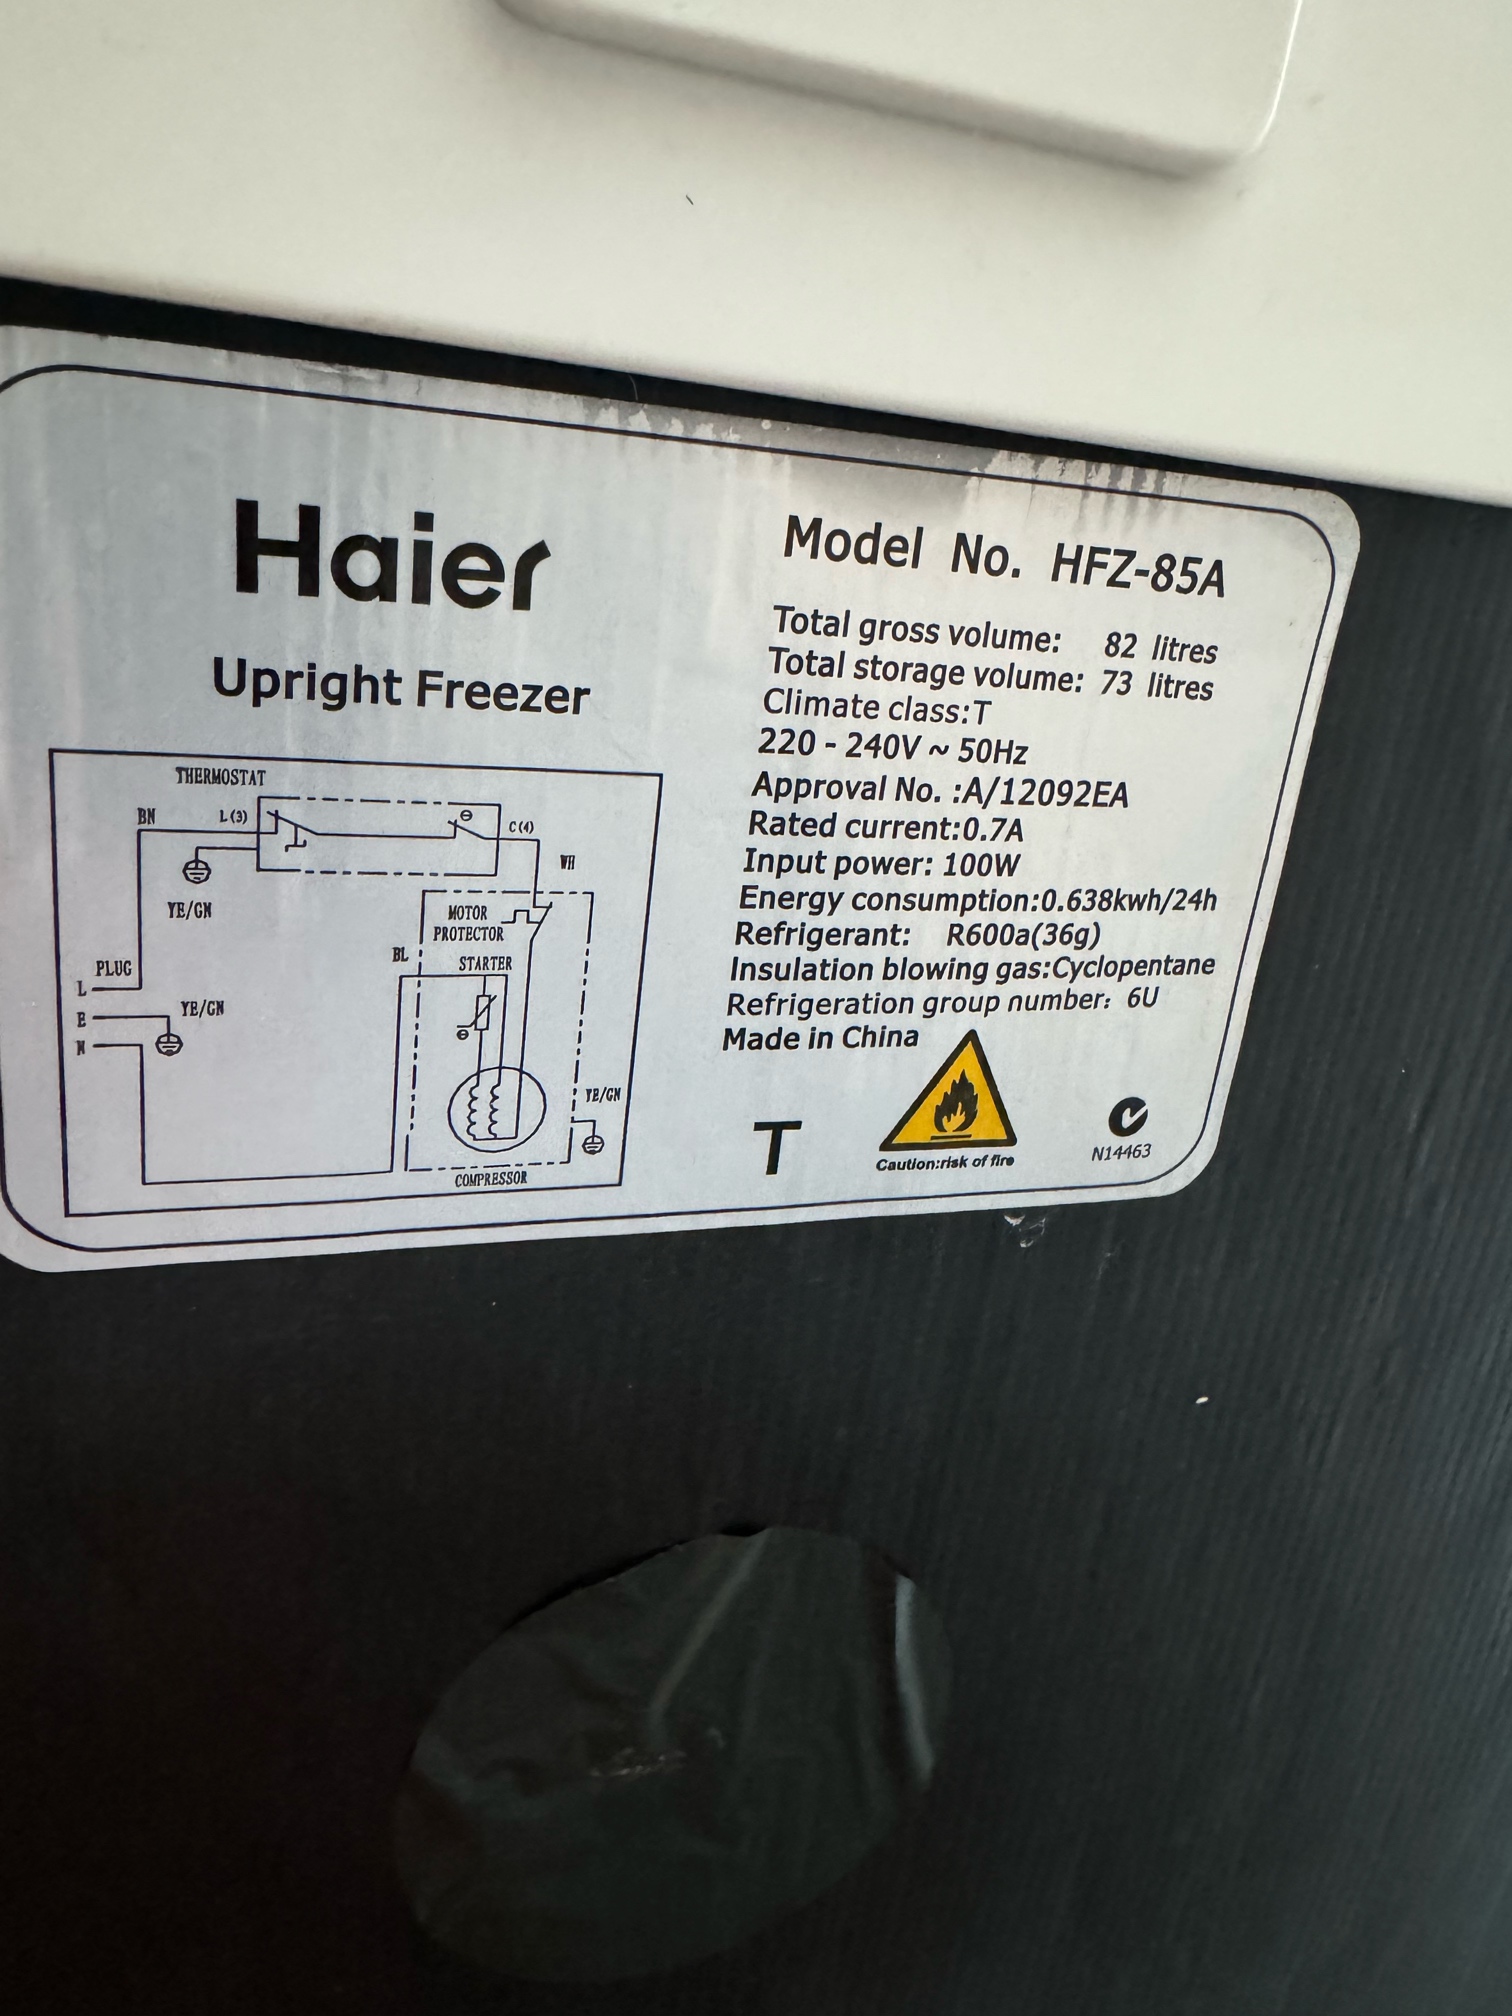 Haier
Upright Freezer
THERMOSTAT
BN
L(3)
C(4)
WH
YE/GN
MOTOR
PROTECTOR
BL
STARTER
PLUG
L
E
N
YE/GN
YE/GN
COMPRESSOR
Model No. HFZ-85A
Total gross volume: 82 litres
Total storage volume: 73 litres
Climate class:T
220 - 240V ~ 50Hz
Approval No. :A/12092EA
Rated current:0.7A
Input power: 100W
Energy consumption:0.638kwh/24h
Refrigerant: R600a(36g)
Insulation blowing gas:Cyclopentane
Refrigeration group number: 6U
Made in China
T
Caution:risk of fire
N14463